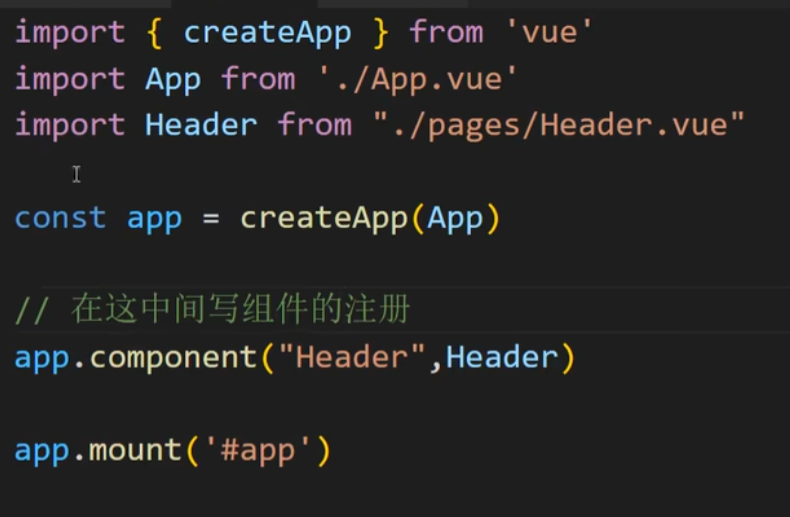 import { createApp } from 'vue'
import App from './App.vue'
import Header from "./pages/Header.vue"
const app = createApp(App)
// 在这中间写组件的注册
app.component("Header",Header)
app.mount('#app')